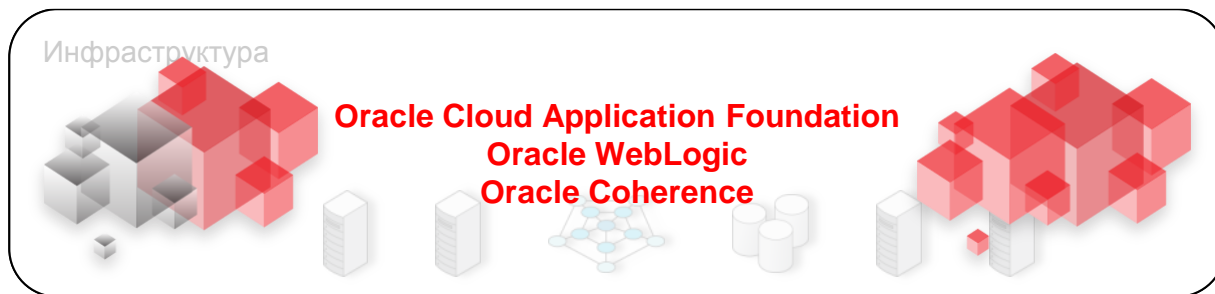 Инфраструктура
Oracle Cloud Application Foundation
Oracle WebLogic
Oracle Coherence